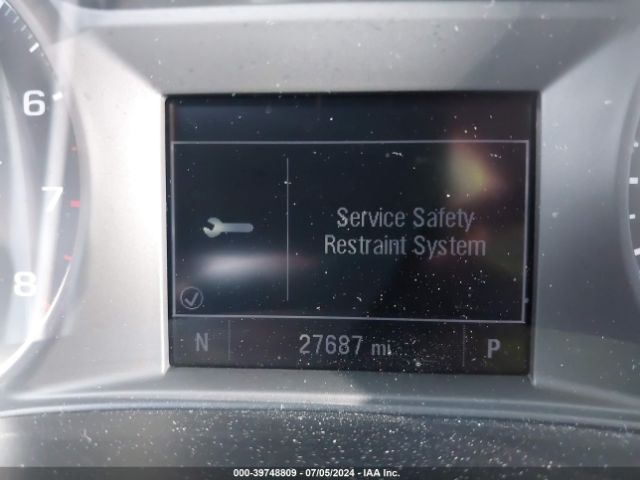 6
7
8
Service Safety
Restraint System
N 27687 mi P
000-39748809 - 07/05/2024 - IAA Inc.